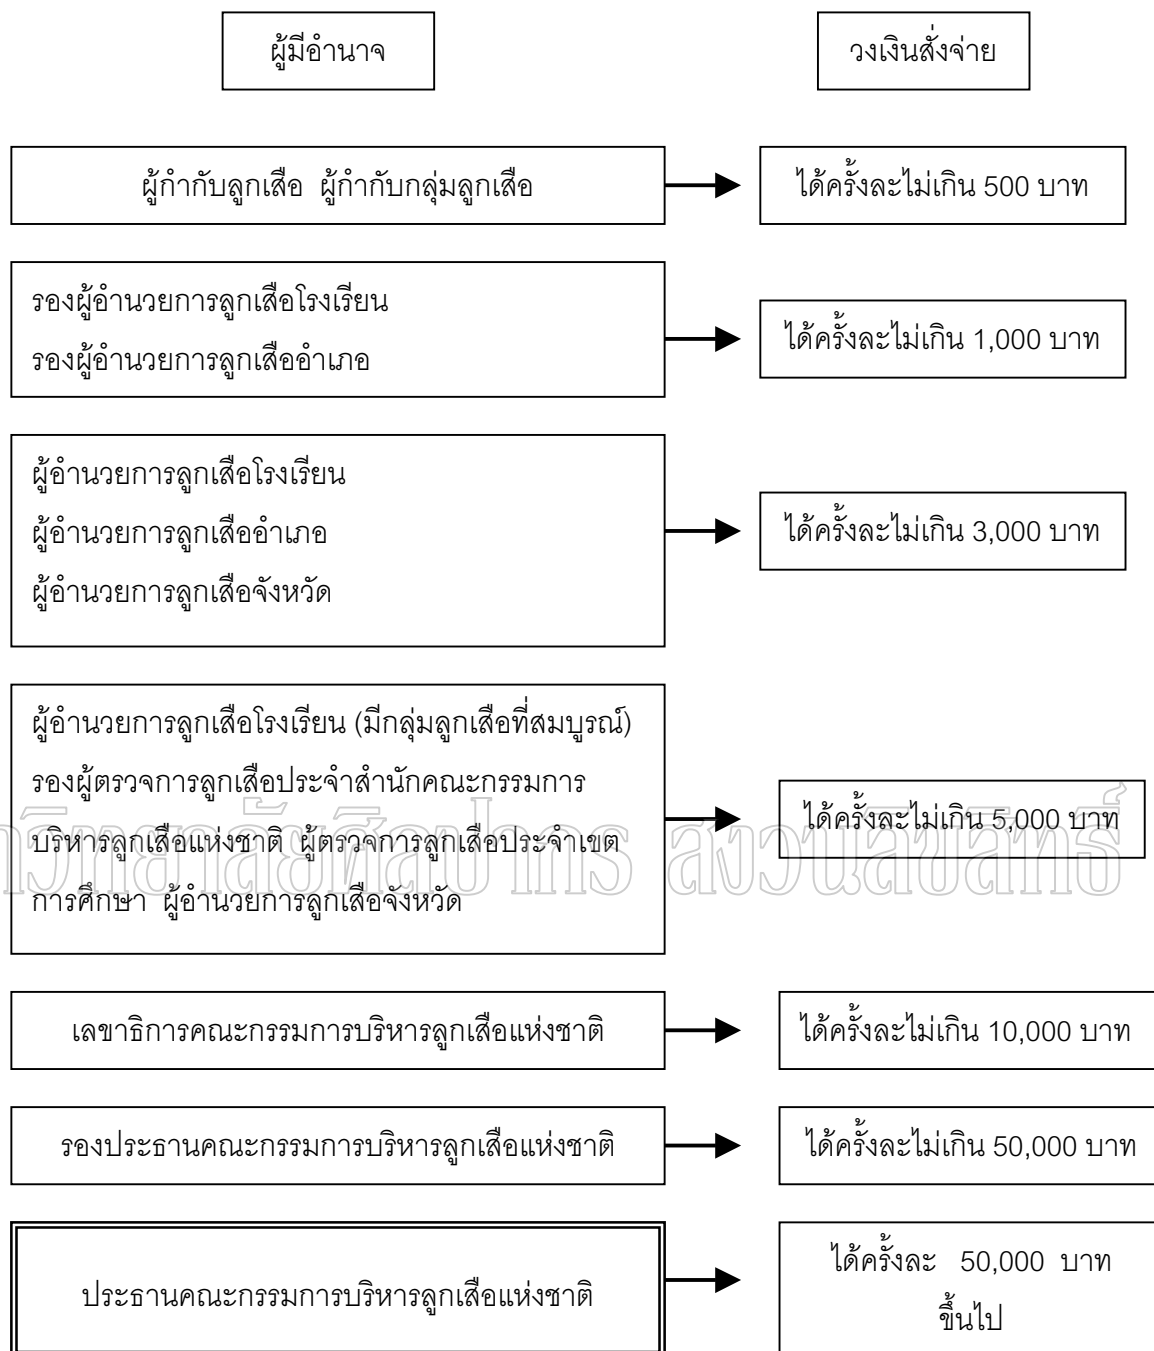 ผู้มีอำนาจ
วงเงินสั่งจ่าย
ผู้กำกับลูกเสือ ผู้กำกับกลุ่มลูกเสือ
ได้ครั้งละไม่เกิน 500 บาท
รองผู้อำนวยการลูกเสือโรงเรียน
รองผู้อำนวยการลูกเสืออำเภอ
ได้ครั้งละไม่เกิน 1,000 บาท
ผู้อำนวยการลูกเสือโรงเรียน
ผู้อำนวยการลูกเสืออำเภอ
ผู้อำนวยการลูกเสือจังหวัด
ได้ครั้งละไม่เกิน 3,000 บาท
ผู้อำนวยการลูกเสือโรงเรียน (มีกลุ่มลูกเสือที่สมบูรณ์)
รองผู้ตรวจการลูกเสือประจำสำนักคณะกรรมการ
บริหารลูกเสือแห่งชาติ ผู้ตรวจการลูกเสือประจำเขต
การศึกษา ผู้อำนวยการลูกเสือจังหวัด
ได้ครั้งละไม่เกิน 5,000 บาท
าวิทยาลัยศิลปากร สงวนลิขสิทธิ์
เลขาธิการคณะกรรมการบริหารลูกเสือแห่งชาติ
ได้ครั้งละไม่เกิน 10,000 บาท
รองประธานคณะกรรมการบริหารลูกเสือแห่งชาติ
ได้ครั้งละไม่เกิน 50,000 บาท
ประธานคณะกรรมการบริหารลูกเสือแห่งชาติ
ได้ครั้งละ 50,000 บาท
ขึ้นไป